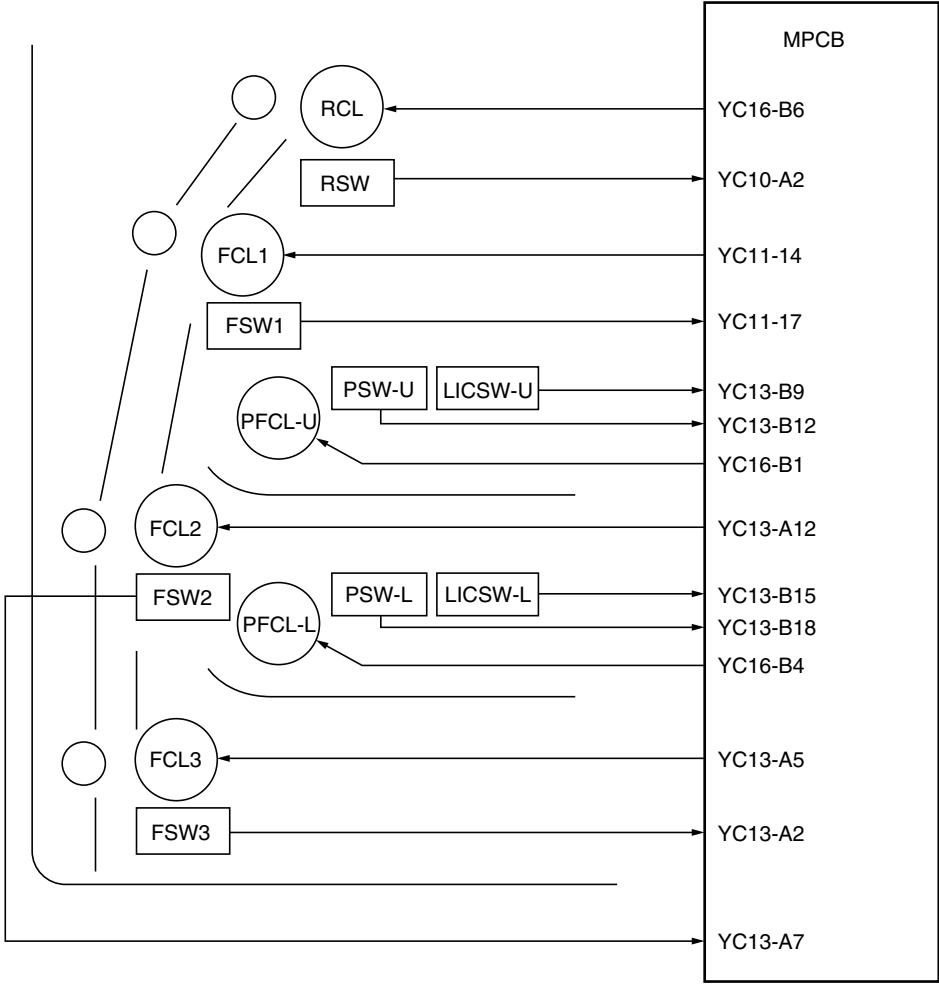 MPCB
RCL
YC16-B6
RSW
YC10-A2
FCL1
YC11-14
FSW1
YC11-17
PSW-U
LICSW-U
YC13-B9
PFCL-U
YC13-B12
YC16-B1
FCL2
YC13-A12
FSW2
PSW-L
LICSW-L
YC13-B15
PFCL-L
YC13-B18
YC16-B4
FCL3
YC13-A5
FSW3
YC13-A2
YC13-A7